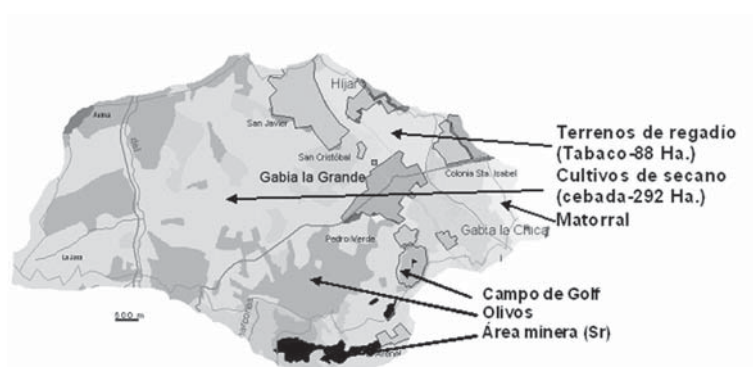 Híjar
San Javier
San Cristóbal
Gabia la Grande
Colonia Sta. Isabel
Gabia la Chica
Pedro Verde
La Jara
500 m
Terrenos de regadío
(Tabaco-88 Ha.)
Cultivos de secano
(cebada-292 Ha.)
Matorral
Campo de Golf
Olivos
Área minera (Sr)